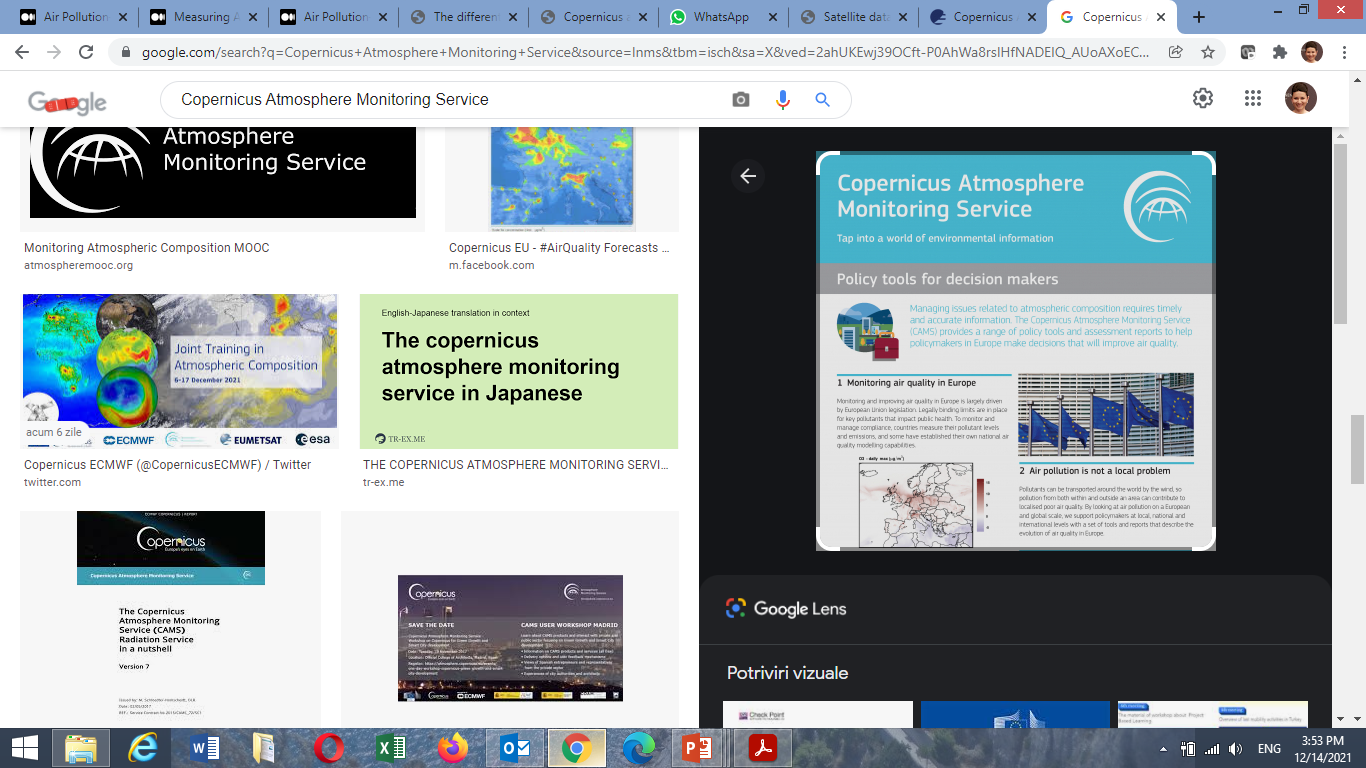 Air Pollution
Measuring A
Air Pollution
The differen
Copernicus a
WhatsApp
Satellite data
Copernicus a
Copernicus a
google.com/search?q=Copernicus+Atmosphere+Monitoring+Service&source=lnms&tbm=isch&sa=X&ved=2ahUKEwj39OCft-P0AhWa8rsIHfNADEIQ_AUoAXoEC...
Google
Copernicus Atmosphere Monitoring Service
Atmosphere
Monitoring Service
Monitoring Atmospheric Composition MOOC
atmospheremooc.org
Copernicus EU - #AirQuality Forecasts ...
m.facebook.com
Joint Training in
Atmospheric Composition
6-17 December 2021
acum 6 zile
ECMWF
EUMETSAT
esa
Copernicus ECMWF (@CopernicusECMWF) / Twitter
twitter.com
English-Japanese translation in context
The copernicus
atmosphere monitoring
service in Japanese
TR-EX.ME
THE COPERNICUS ATMOSPHERE MONITORING SERVI...
tr-ex.me
Copernicus
Europe's eyes on Earth
Copernicus Atmosphere Monitoring Service
The Copernicus
Atmosphere Monitoring
Service (CAMS)
Radiation Service
in a nutshell
Version 7
Copernicus
SAVE THE DATE
CAMS USER WORKSHOP MADRID
Copernicus
ECMWF
Copernicus Atmosphere
Monitoring Service
Tap into a world of environmental information
Policy tools for decision makers
Managing issues related to atmospheric composition requires timely
and accurate information. The Copernicus Atmosphere Monitoring Service
(CAMS) provides a range of policy tools and assessment reports to help
policymakers in Europe make decisions that will improve air quality.
1 Monitoring air quality in Europe
Monitoring and improving air quality in Europe is largely driven
by European Union legislation. Legally binding limits are in place
for key pollutants that impact public health. To monitor and
manage compliance, countries measure their pollutant levels
and emissions, and some have established their own national air
quality modelling capabilities.
O3 - daily max (µg/m³)
2 Air pollution is not a local problem
Pollutants can be transported around the world by the wind, so
pollution from both within and outside an area can contribute to
localised poor air quality. By looking at air pollution on a European
and global scale, we support policymakers at local, national and
international levels with a set of tools and reports that describe the
evolution of air quality in Europe.
Google Lens
Potriviri vizuale
Check Point
ENG
3:53 PM
12/14/2021